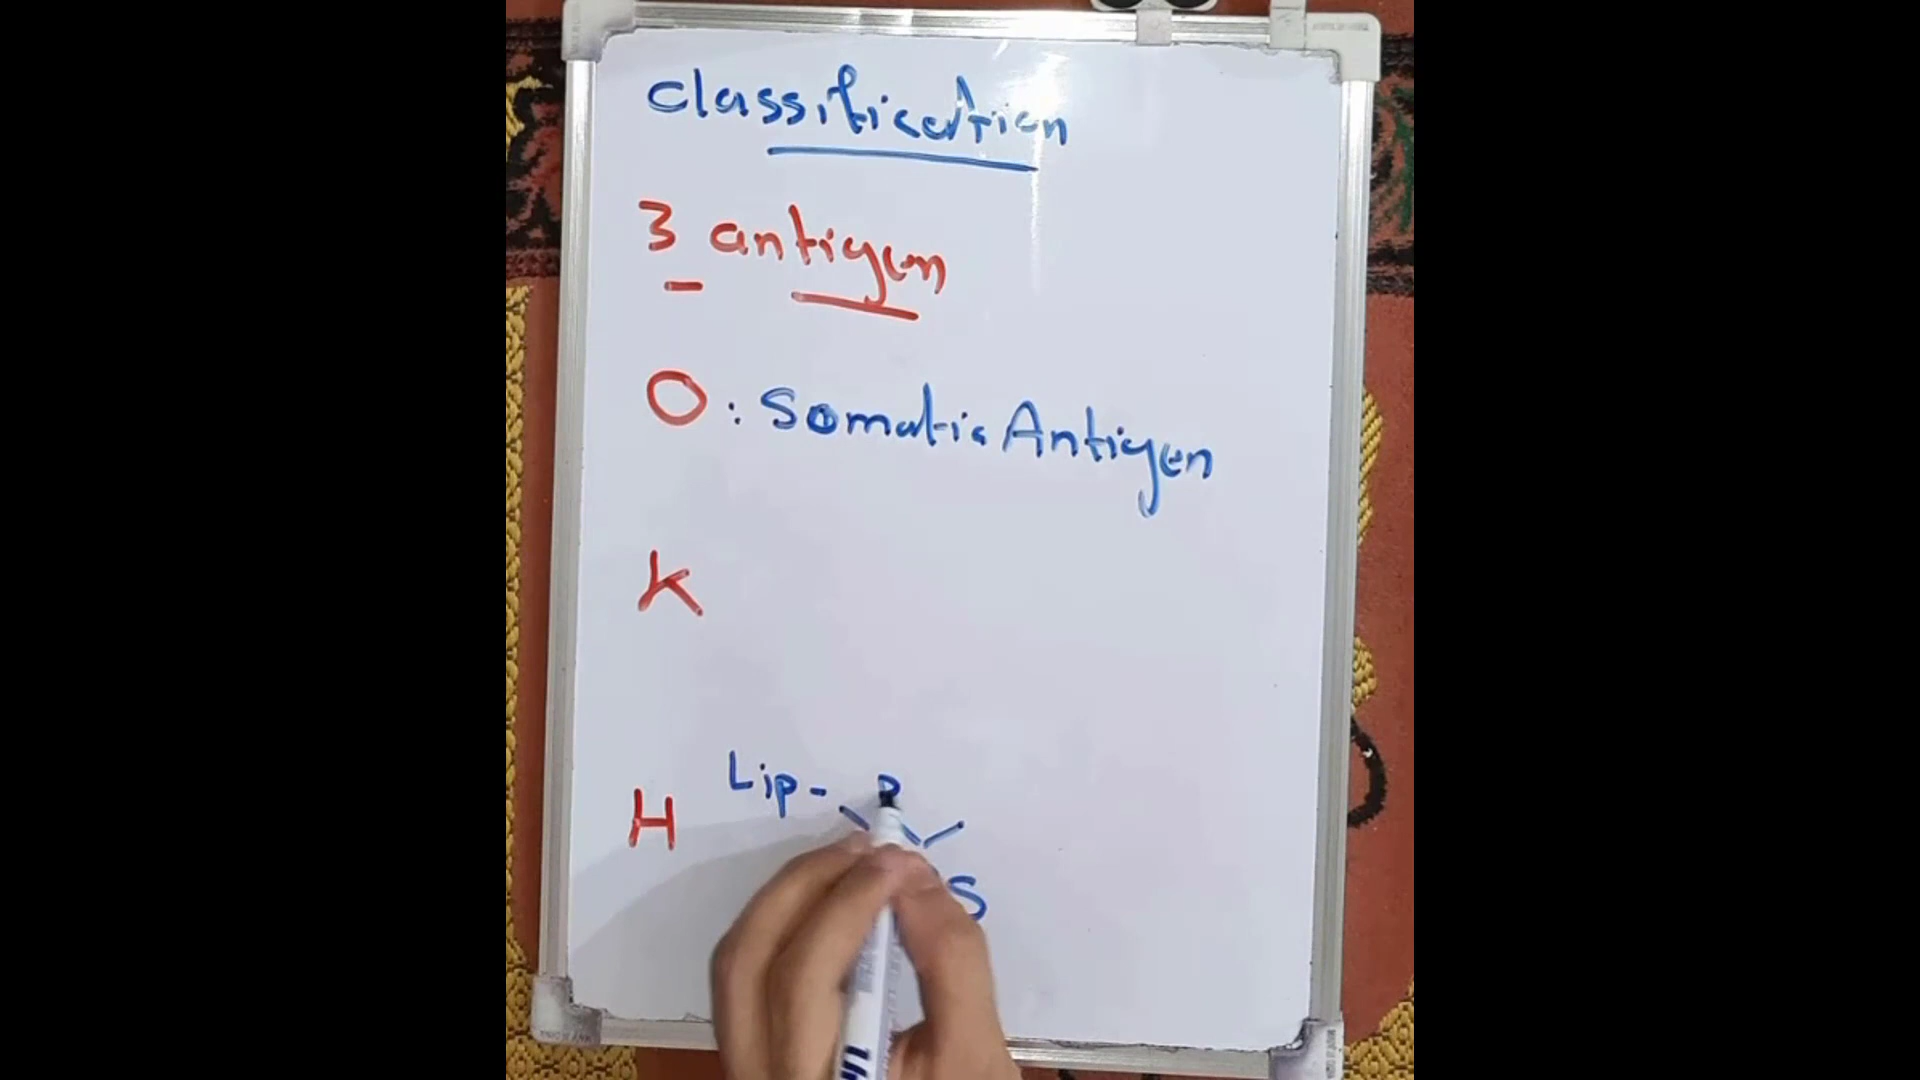 Classification
3 antigen
O : Somatic Antigen
K
Lip- P
H
S